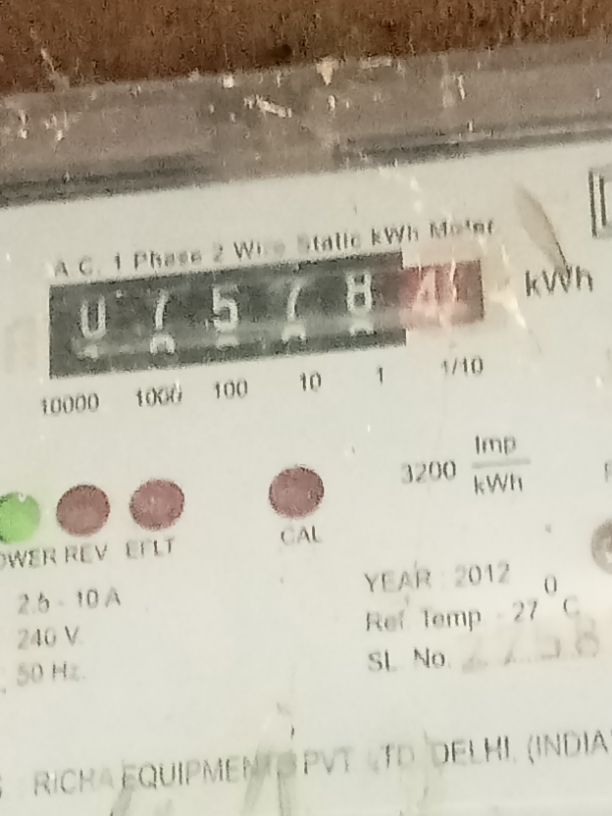 A C. 1 Phase 2 Wire Static kWh Meter
0 7 5 7 8 4 kWh
10000 1000 100 10 1 1/10
3200 Imp
kWh
OWER REV EFLT CAL
2.5 - 10 A
240 V.
50 Hz.
YEAR : 2012
Ref. Temp - 27 0 C
SL. No.
RICHA EQUIPMENTS PVT LTD DELHI. (INDIA